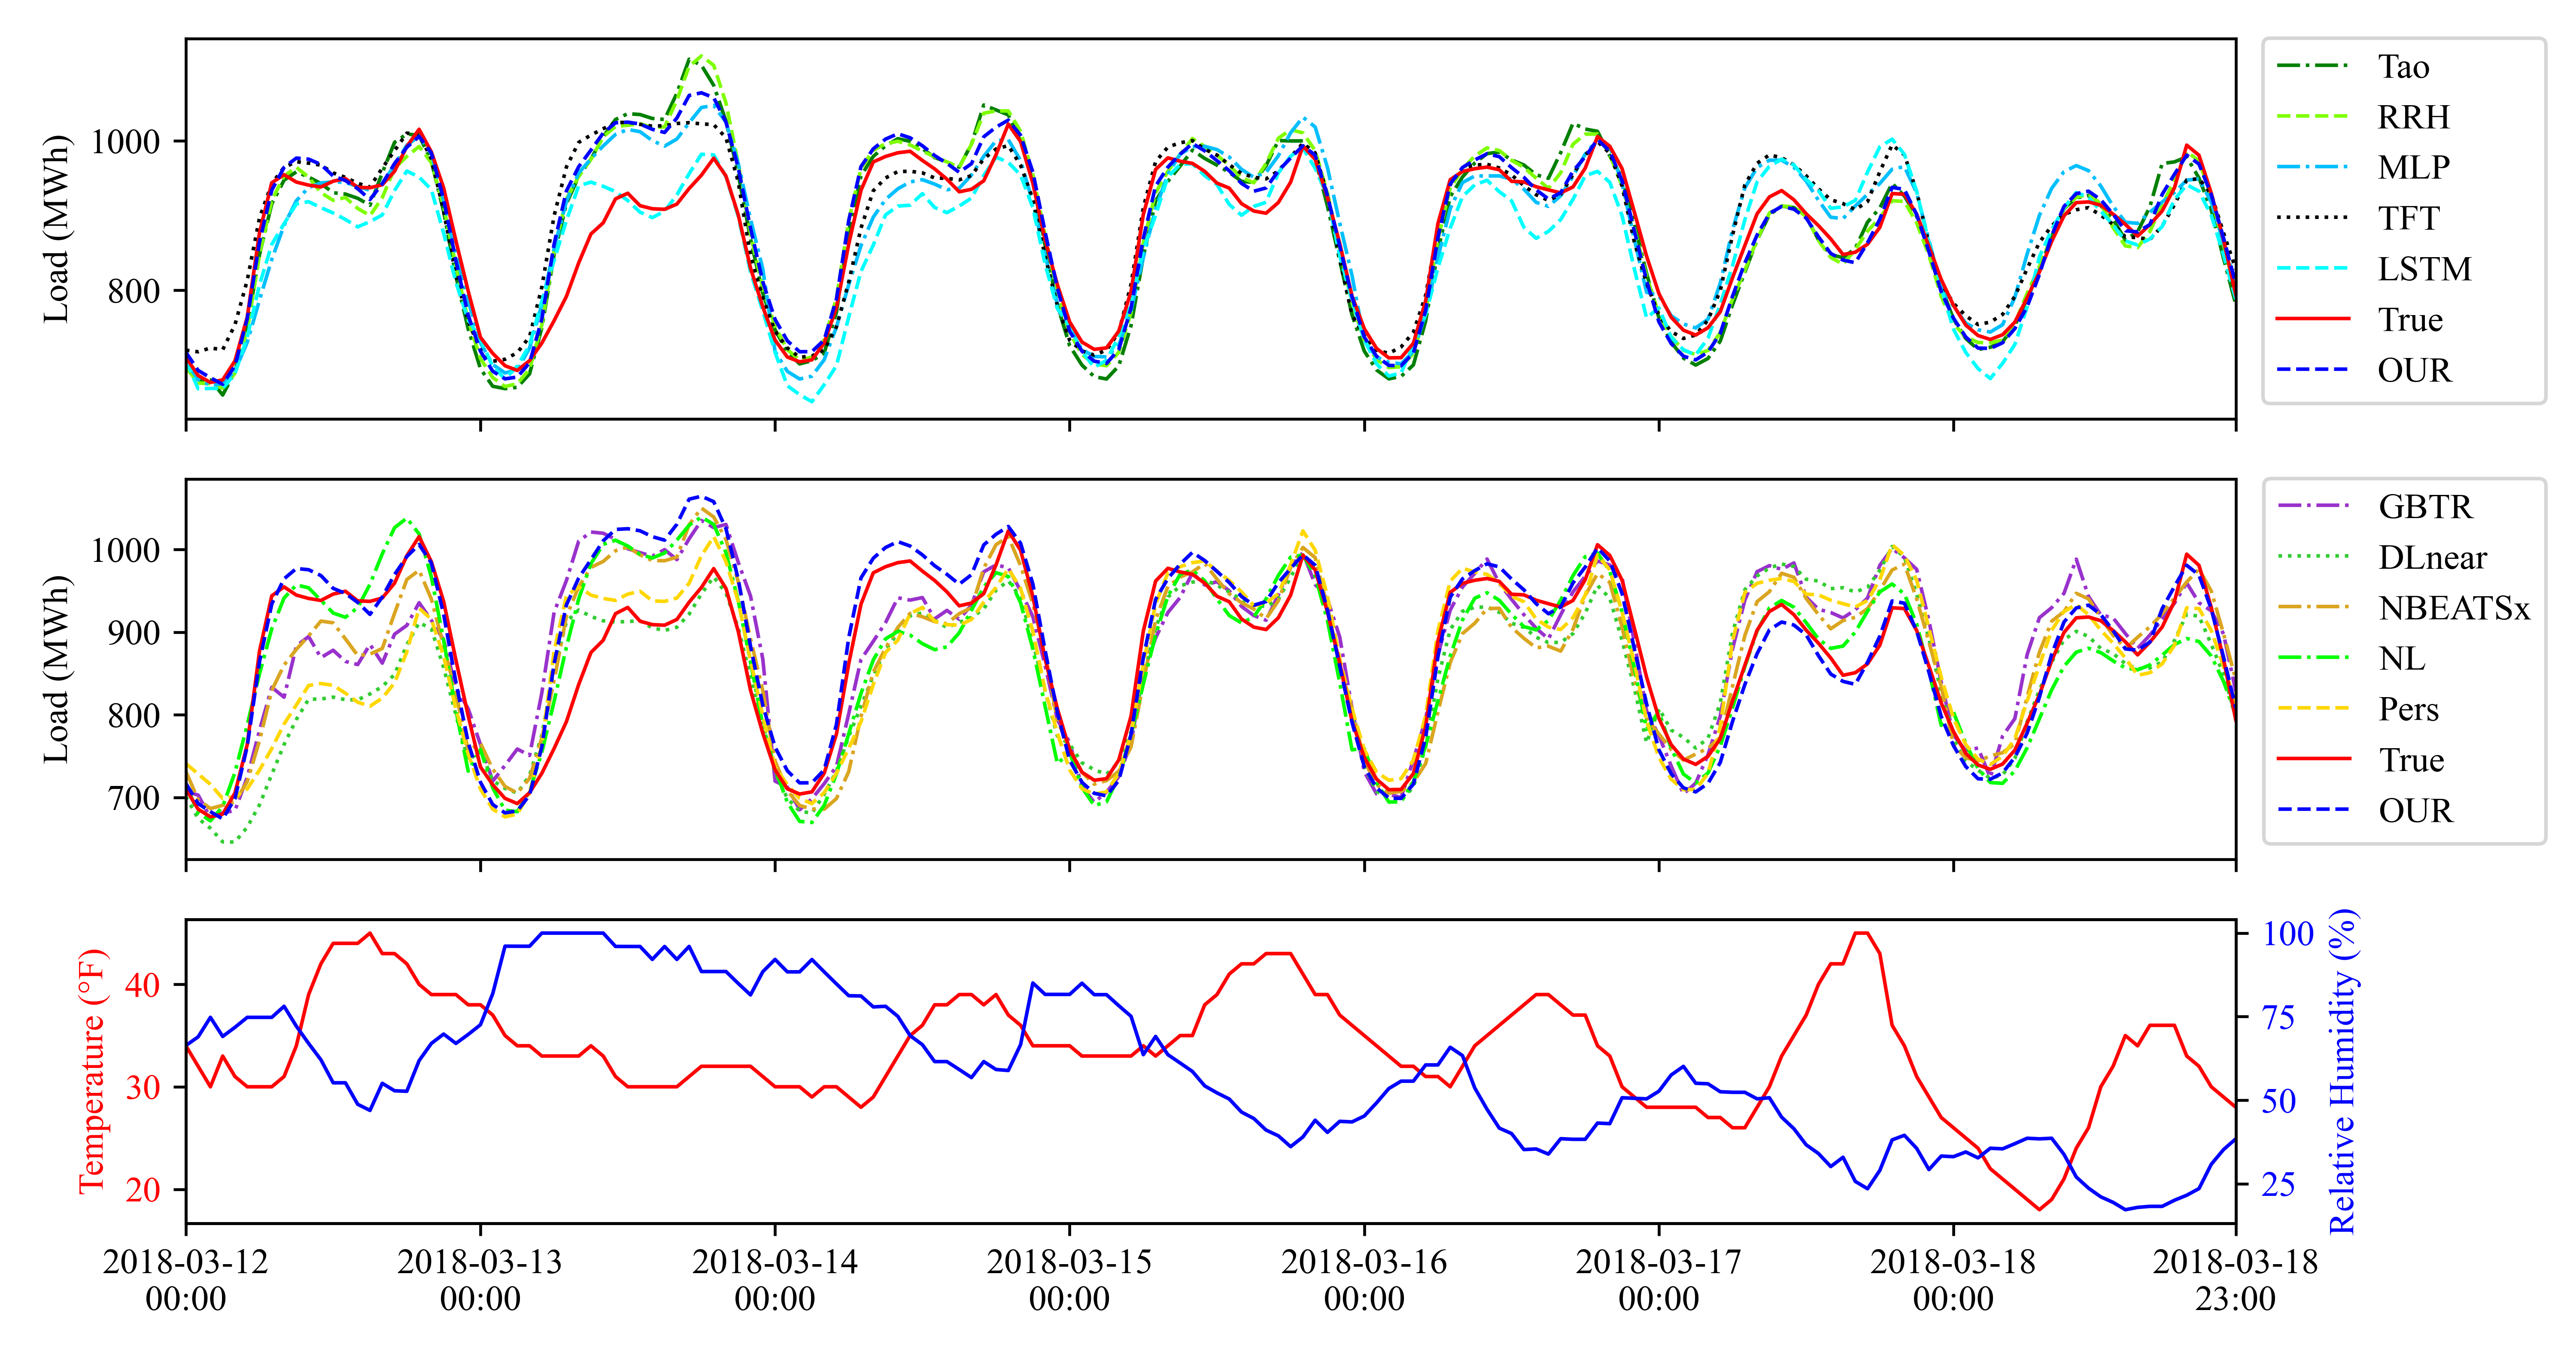 Load (MWh)
1000
800
Tao
RRH
MLP
TFT
LSTM
True
OUR
Load (MWh)
1000
900
800
700
GBTR
DLnear
NBEATSx
NL
Pers
True
OUR
Temperature (°F)
40
30
20
100
75
50
25
Relative Humidity (%)
2018-03-12 2018-03-13 2018-03-14 2018-03-15 2018-03-16 2018-03-17 2018-03-18 2018-03-18
00:00 00:00 00:00 00:00 00:00 00:00 00:00 23:00